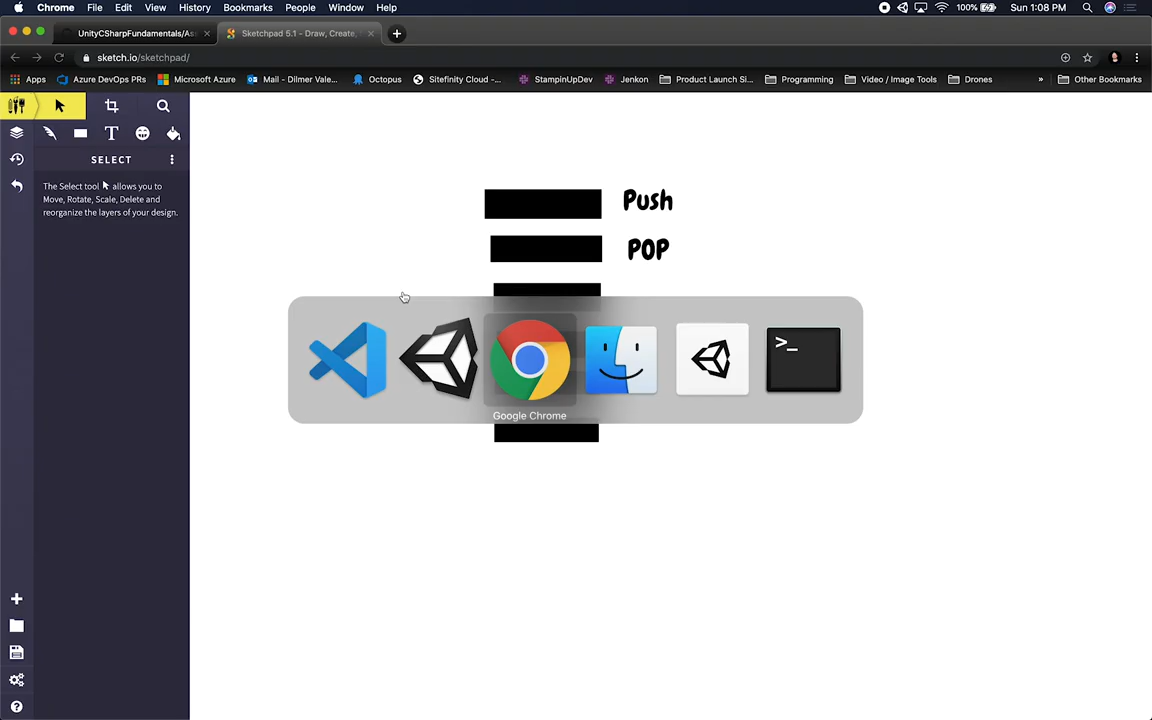 Chrome File Edit View History Bookmarks People Window Help 100% Sun 1:08 PM
UnityCSharpFundamentals/As Sketchpad 5.1 - Draw, Create,
sketch.io/sketchpad/
Apps Azure DevOps PRs Microsoft Azure Mail - Dilmer Vale... Octopus Sitefinity Cloud -... StampinUpDev Jenkon Product Launch Si... Programming Video / Image Tools Drones » Other Bookmarks
T
SELECT
The Select tool allows you to
Move, Rotate, Scale, Delete and
reorganize the layers of your design.
Push
POP
>_
Google Chrome